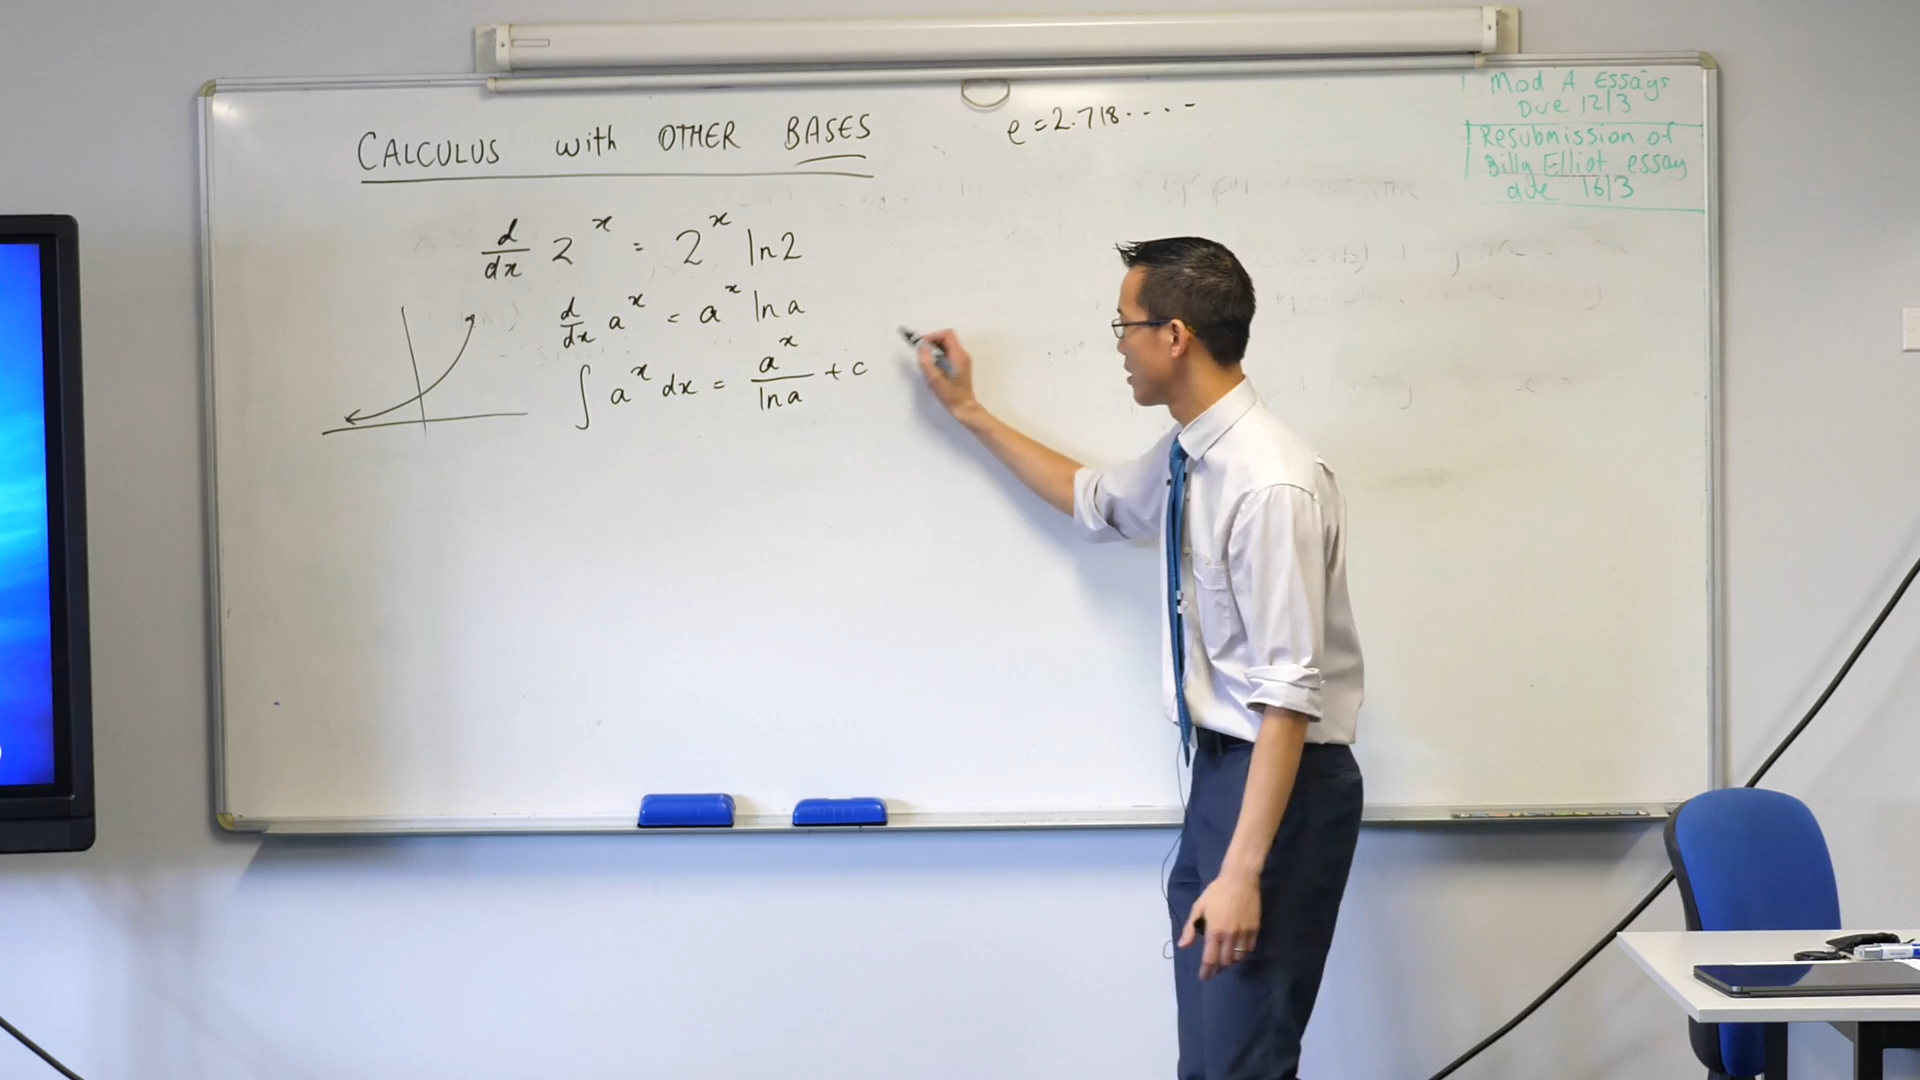 CALCULUS with OTHER BASES
e = 2.718....-
d/dx 2^x = 2^x ln2
d/dx a^x = a^x ln a
∫ a^x dx = a^x/ln a + c
Mod A Essays
Due 12/3
Resubmission of
Billy Elliot essay
due 16/3